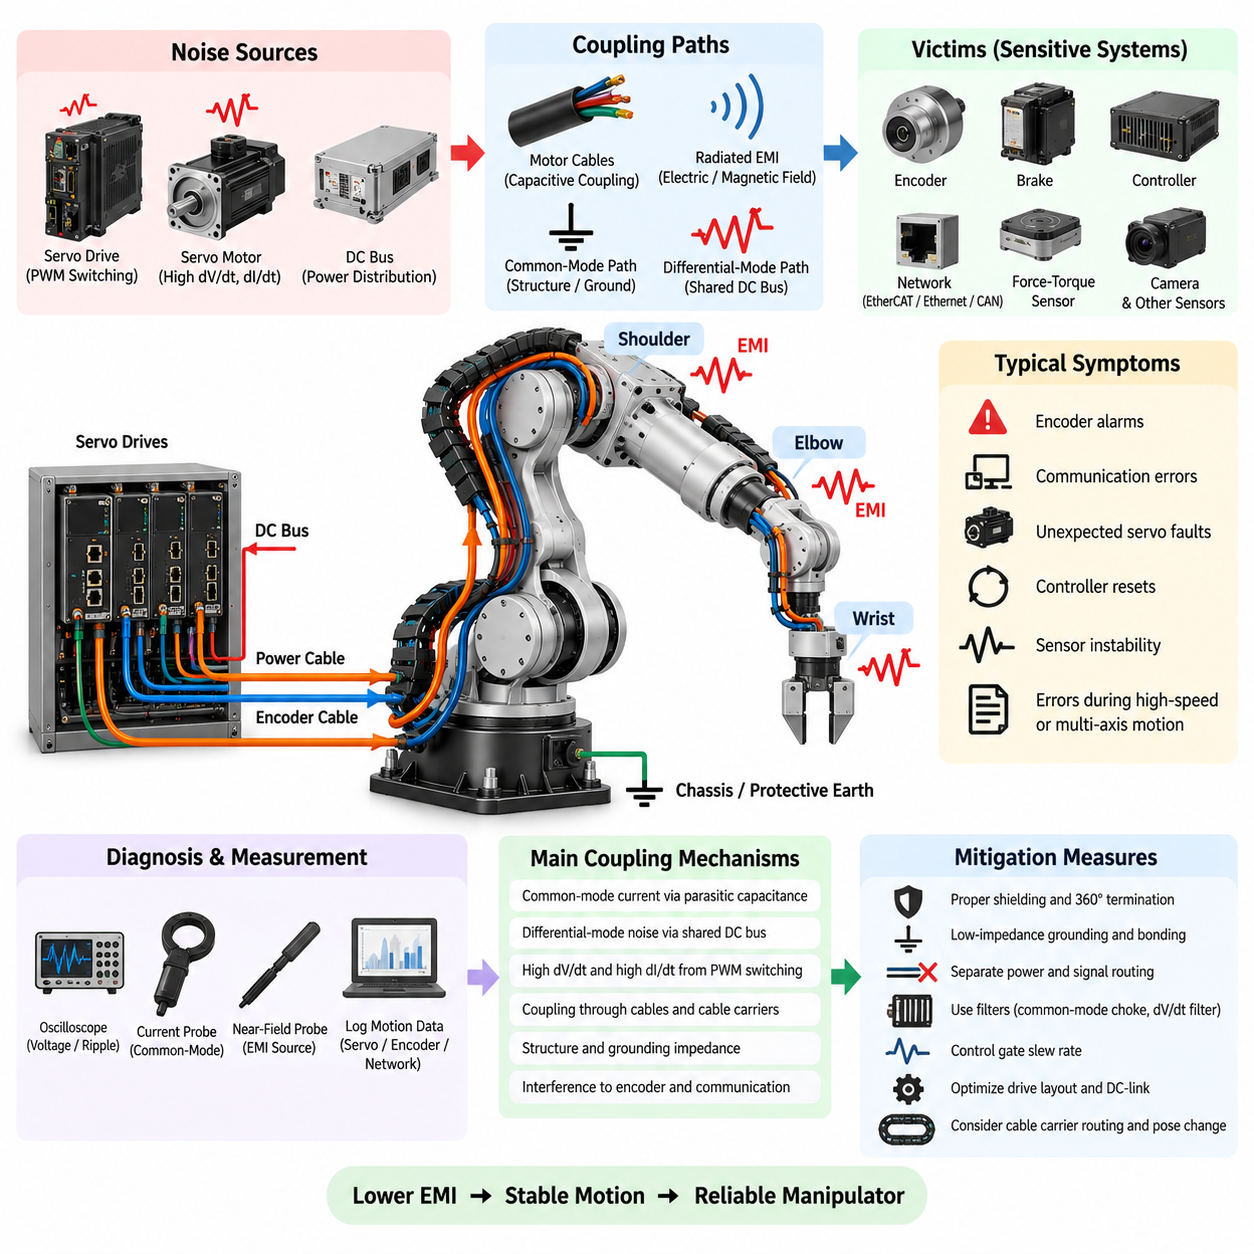 Noise Sources
Servo Drive
(PWM Switching)
Servo Motor
(High dV/dt, dI/dt)
DC Bus
(Power Distribution)
Coupling Paths
Motor Cables
(Capacitive Coupling)
Radiated EMI
(Electric / Magnetic Field)
Common-Mode Path
(Structure / Ground)
Differential-Mode Path
(Shared DC Bus)
Victims (Sensitive Systems)
Encoder
Brake
Controller
Network
(EtherCAT / Ethernet / CAN)
Force-Torque
Sensor
Camera
& Other Sensors
Servo Drives
DC Bus
Power Cable
Encoder Cable
Shoulder
EMI
Elbow
EMI
Wrist
Chassis / Protective Earth
Typical Symptoms
Encoder alarms
Communication errors
Unexpected servo faults
Controller resets
Sensor instability
Errors during high-speed
or multi-axis motion
Diagnosis & Measurement
Oscilloscope
(Voltage / Ripple)
Current Probe
(Common-Mode)
Near-Field Probe
(EMI Source)
Log Motion Data
(Servo / Encoder /
Network)
Main Coupling Mechanisms
Common-mode current via parasitic capacitance
Differential-mode noise via shared DC bus
High dV/dt and high dI/dt from PWM switching
Coupling through cables and cable carriers
Structure and grounding impedance
Interference to encoder and communication
Mitigation Measures
Proper shielding and 360° termination
Low-impedance grounding and bonding
Separate power and signal routing
Use filters (common-mode choke, dV/dt filter)
Control gate slew rate
Optimize drive layout and DC-link
Consider cable carrier routing and pose change
Lower EMI → Stable Motion → Reliable Manipulator